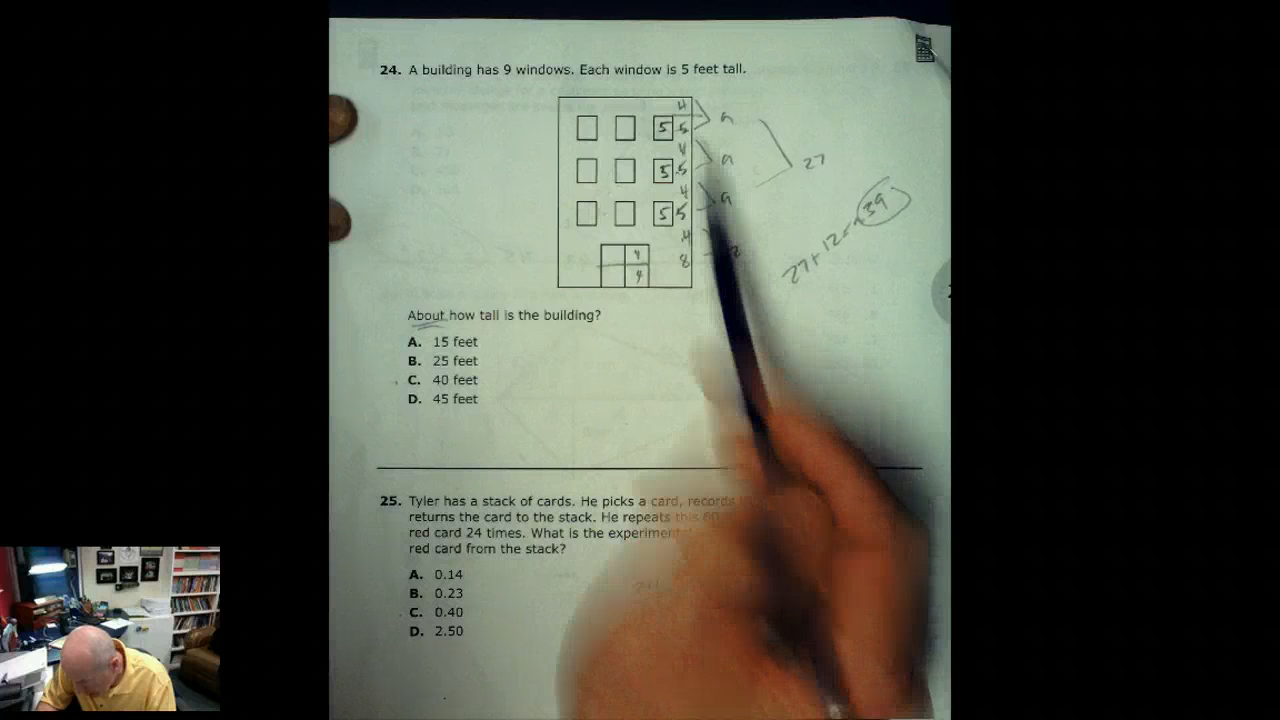 24. A building has 9 windows. Each window is 5 feet tall.
4
5 5 9
4
5 5 9 27
4
5 5 9
4
4 8
4
27 + 12 = 39
About how tall is the building?
A. 15 feet
B. 25 feet
C. 40 feet
D. 45 feet
25. Tyler has a stack of cards. He picks a card, records
returns the card to the stack. He repeats this 60
red card 24 times. What is the experimental
red card from the stack?
A. 0.14
B. 0.23
C. 0.40
D. 2.50